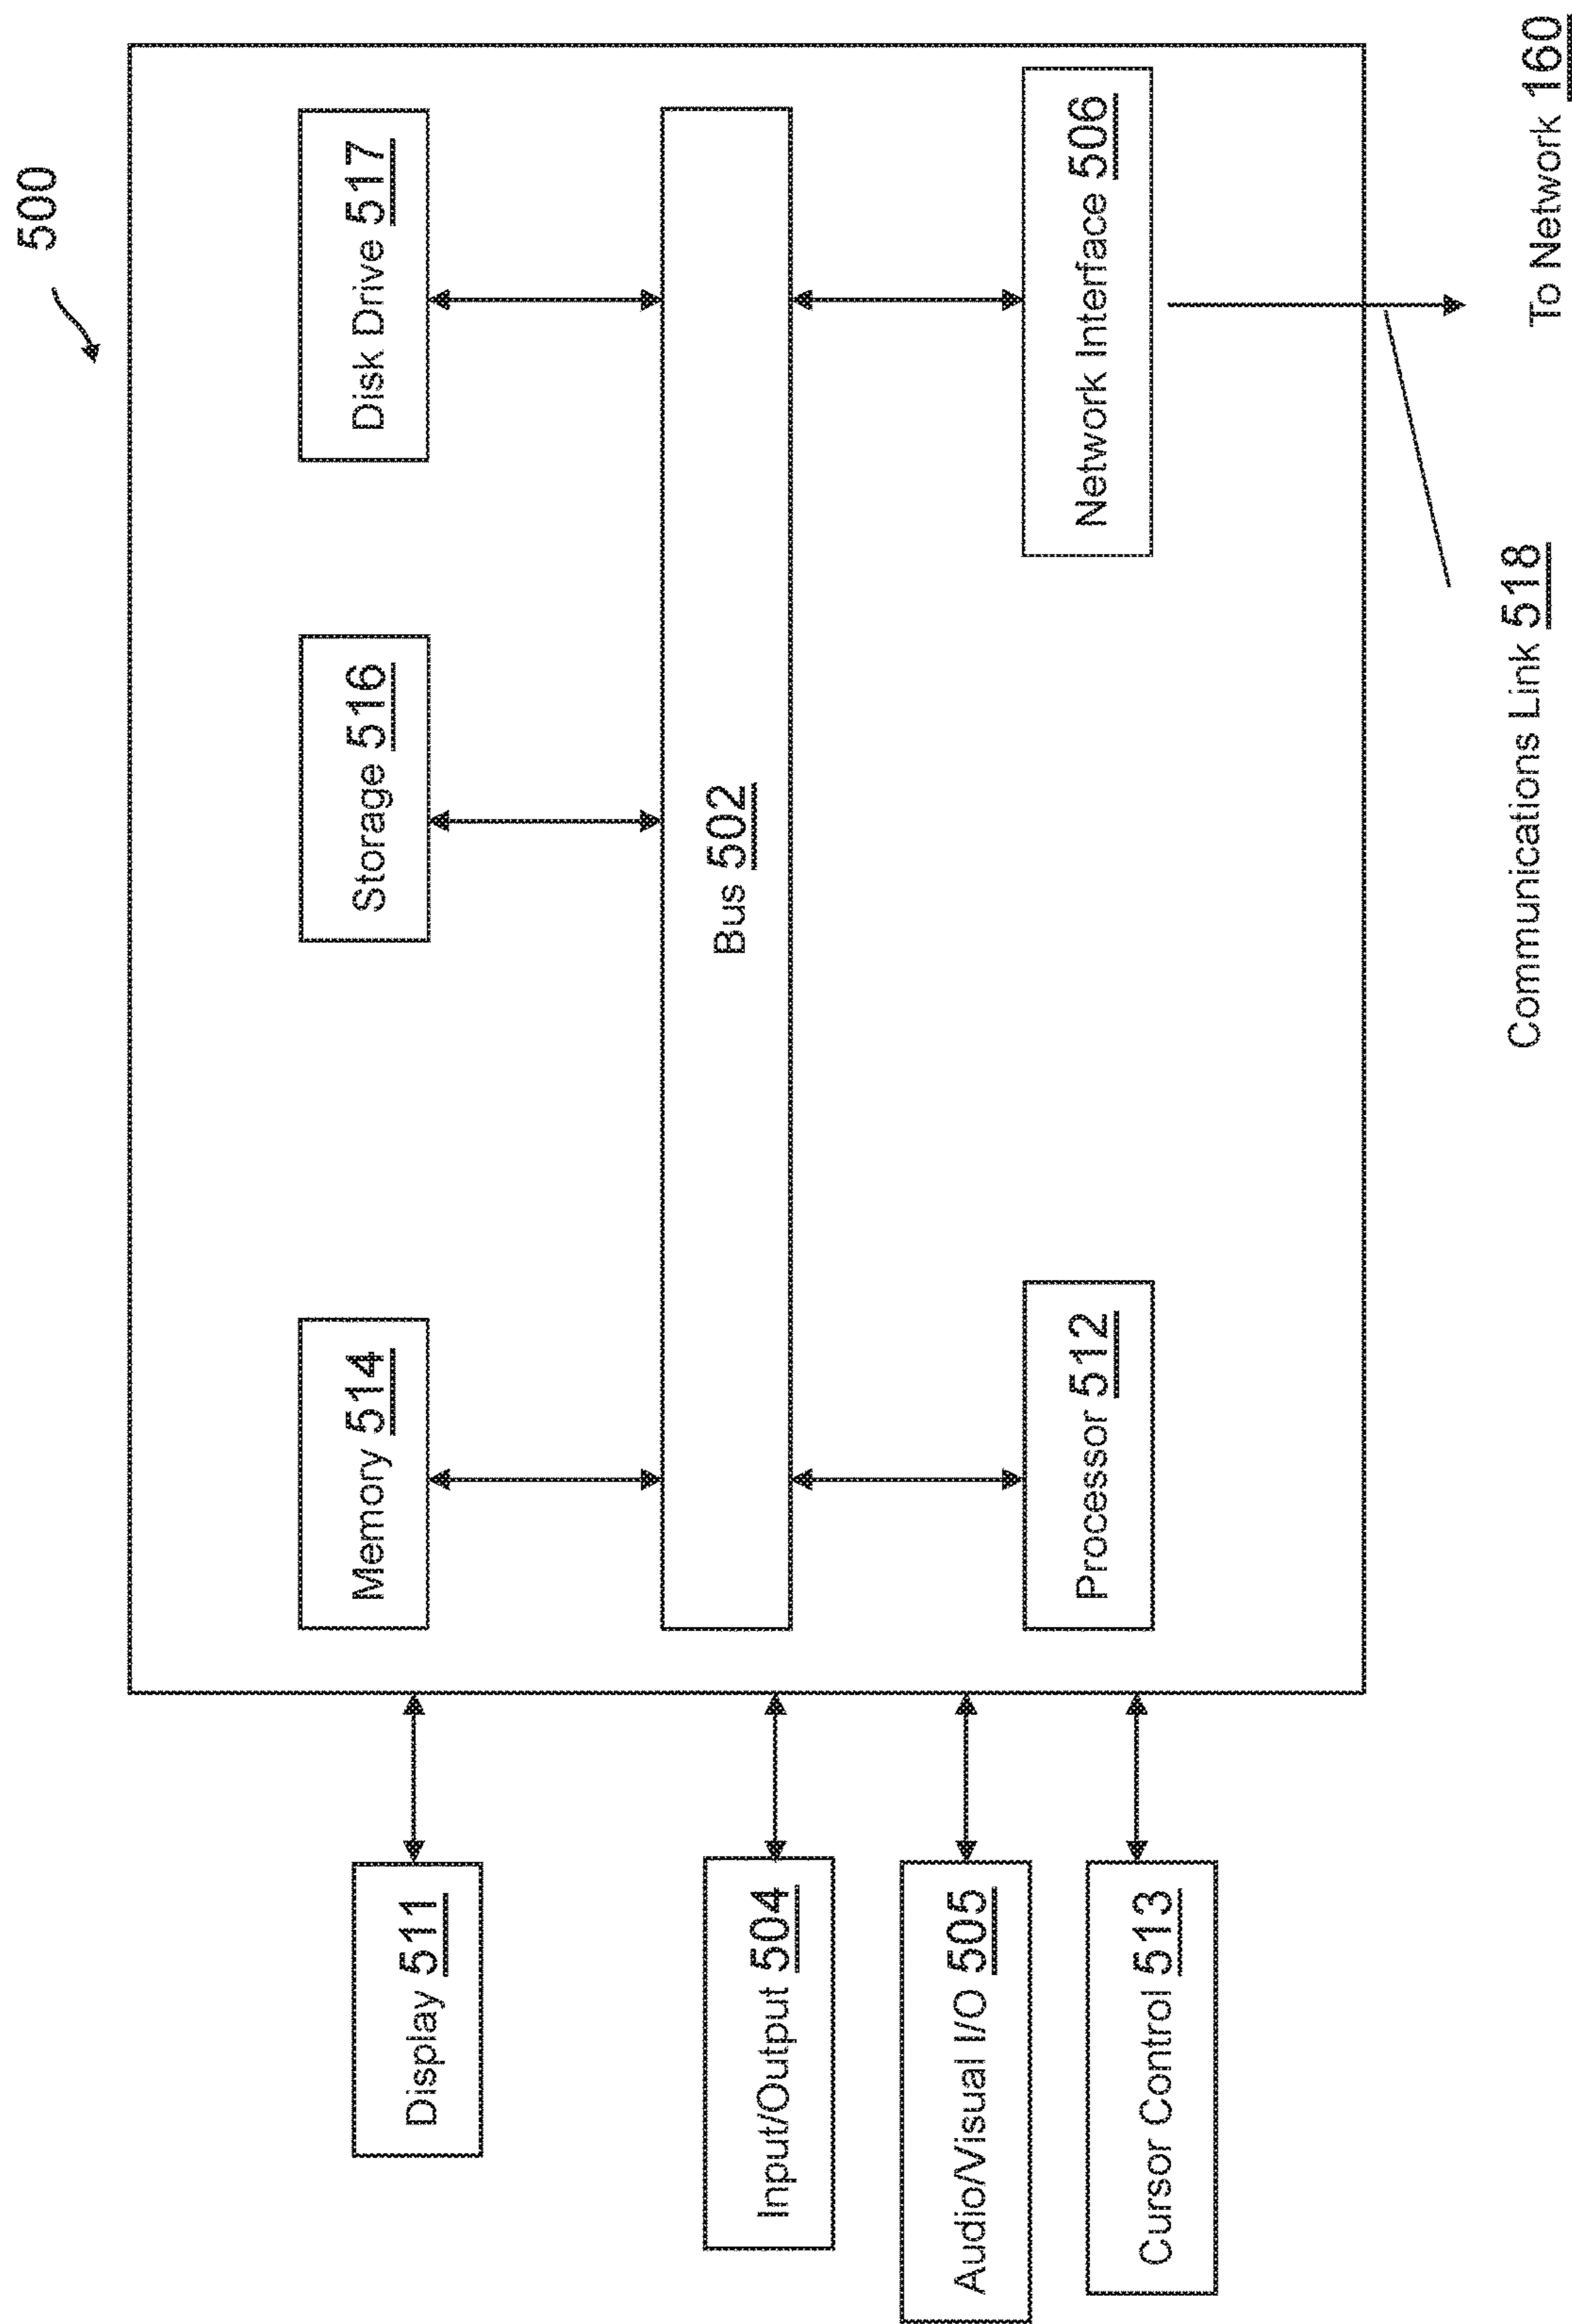 500
Display 511
Memory 514
Storage 516
Disk Drive 517
Input/Output 504
Bus 502
Audio/Visual I/O 505
Cursor Control 513
Processor 512
Network Interface 506
Communications Link 518
To Network 160